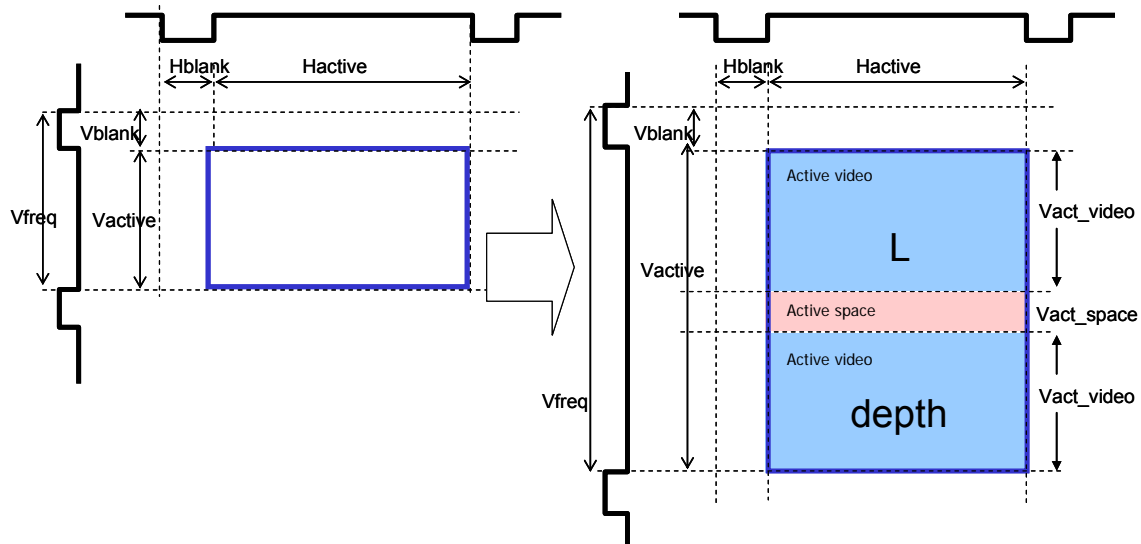 Hblank
Hactive
Vblank
Vfreq
Vactive
Hblank
Hactive
Vblank
Active video
L
Vact_video
Vactive
Active space
Vact_space
Active video
Vact_video
Vfreq
depth